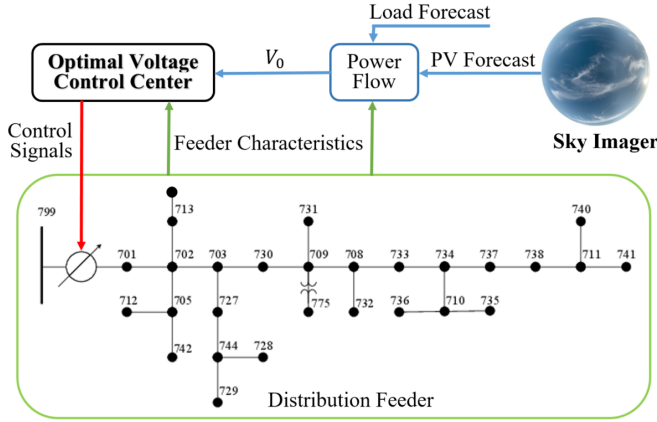 Load Forecast
Optimal Voltage
Control Center
V₀
Power
Flow
PV Forecast
Sky Imager
Control
Signals
Feeder Characteristics
799
713
731
740
701
702
703
730
709
708
733
734
737
738
711
741
712
705
727
775
732
736
710
735
742
744
728
729
Distribution Feeder